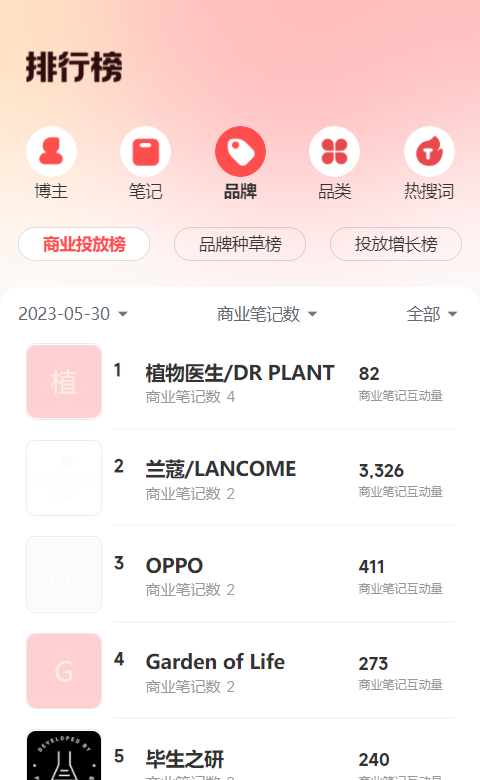 排行榜
博主 笔记 品牌 品类 热搜词
商业投放榜 品牌种草榜 投放增长榜
2023-05-30 商业笔记数 全部
植 1 植物医生/DR PLANT 82
商业笔记数 4 商业笔记互动量
2 兰蔻/LANCOME 3,326
商业笔记数 2 商业笔记互动量
LANCOME
3 OPPO 411
oppo 商业笔记数 2 商业笔记互动量
G 4 Garden of Life 273
商业笔记数 2 商业笔记互动量
DEVELOPED BY 5 毕生之研 240